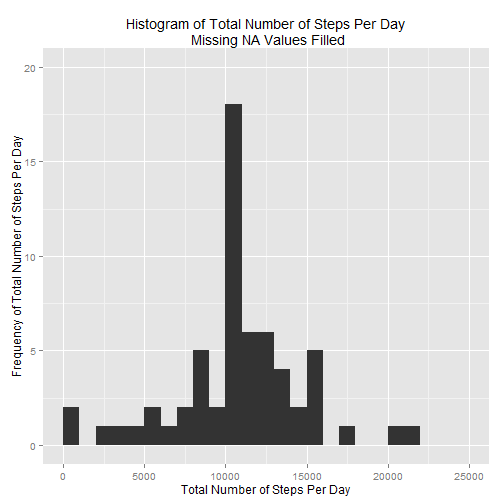 Histogram of Total Number of Steps Per Day
Missing NA Values Filled
Frequency of Total Number of Steps Per Day
20
15
10
5
0
0 5000 10000 15000 20000 25000
Total Number of Steps Per Day